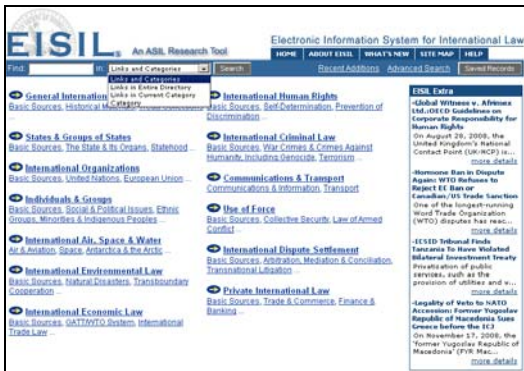 EISIL
An ASIL Research Tool
Electronic Information System for International Law
HOME ABOUT EISIL WHAT'S NEW SITE MAP HELP
Find: in: Links and Categories Search Recent Additions Advanced Search Saved Records
Links and Categories
Links in Entire Directory
Links in Current Category
Category
General Internation
Basic Sources, Historical
...
States & Groups of States
Basic Sources, The State & Its Organs, Statehood ...
International Organizations
Basic Sources, United Nations, European Union ...
Individuals & Groups
Basic Sources, Social & Political Issues, Ethnic
Groups, Minorities & Indigenous Peoples ...
International Air, Space & Water
Air & Aviation, Space, Antarctica & the Arctic ...
International Environmental Law
Basic Sources, Natural Disasters, Transboundary
Cooperation ...
International Economic Law
Basic Sources, GATT/WTO System, International
Trade Law ...
International Human Rights
Basic Sources, Self-Determination, Prevention of
Discrimination ...
International Criminal Law
Basic Sources, War Crimes & Crimes Against
Humanity, Including Genocide, Terrorism ...
Communications & Transport
Communications & Information, Transport
Use of Force
Basic Sources, Collective Security, Law of Armed
Conflict ...
International Dispute Settlement
Basic Sources, Arbitration, Mediation & Conciliation,
Transnational Litigation ...
Private International Law
Basic Sources, Trade & Commerce, Finance &
Banking ...
EISIL Extra
-Global Witness v. Afrimex
Ltd.:OECD Guidelines on
Corporate Responsibility for
Human Rights
On August 28, 2008, the
United Kingdom's National
Contact Point (UK-NCP) is...
more details
-Hormone Ban in Dispute
Again: WTO Refuses to
Reject EC Ban or
Canadian/US Trade Sanction
One of the longest-running
Word Trade Organization
(WTO) disputes has reac...
more details
-ICSID Tribunal Finds
Tanzania To Have Violated
Bilateral Investment Treaty
Privatization of public
services, such as the
provision of utilities and w...
more details
-Legality of Veto to NATO
Accession: Former Yugoslav
Republic of Macedonia Sues
Greece before the ICJ
On November 17, 2008, the
'former Yugoslav Republic of
Macedonia' (FYR Mac...
more details